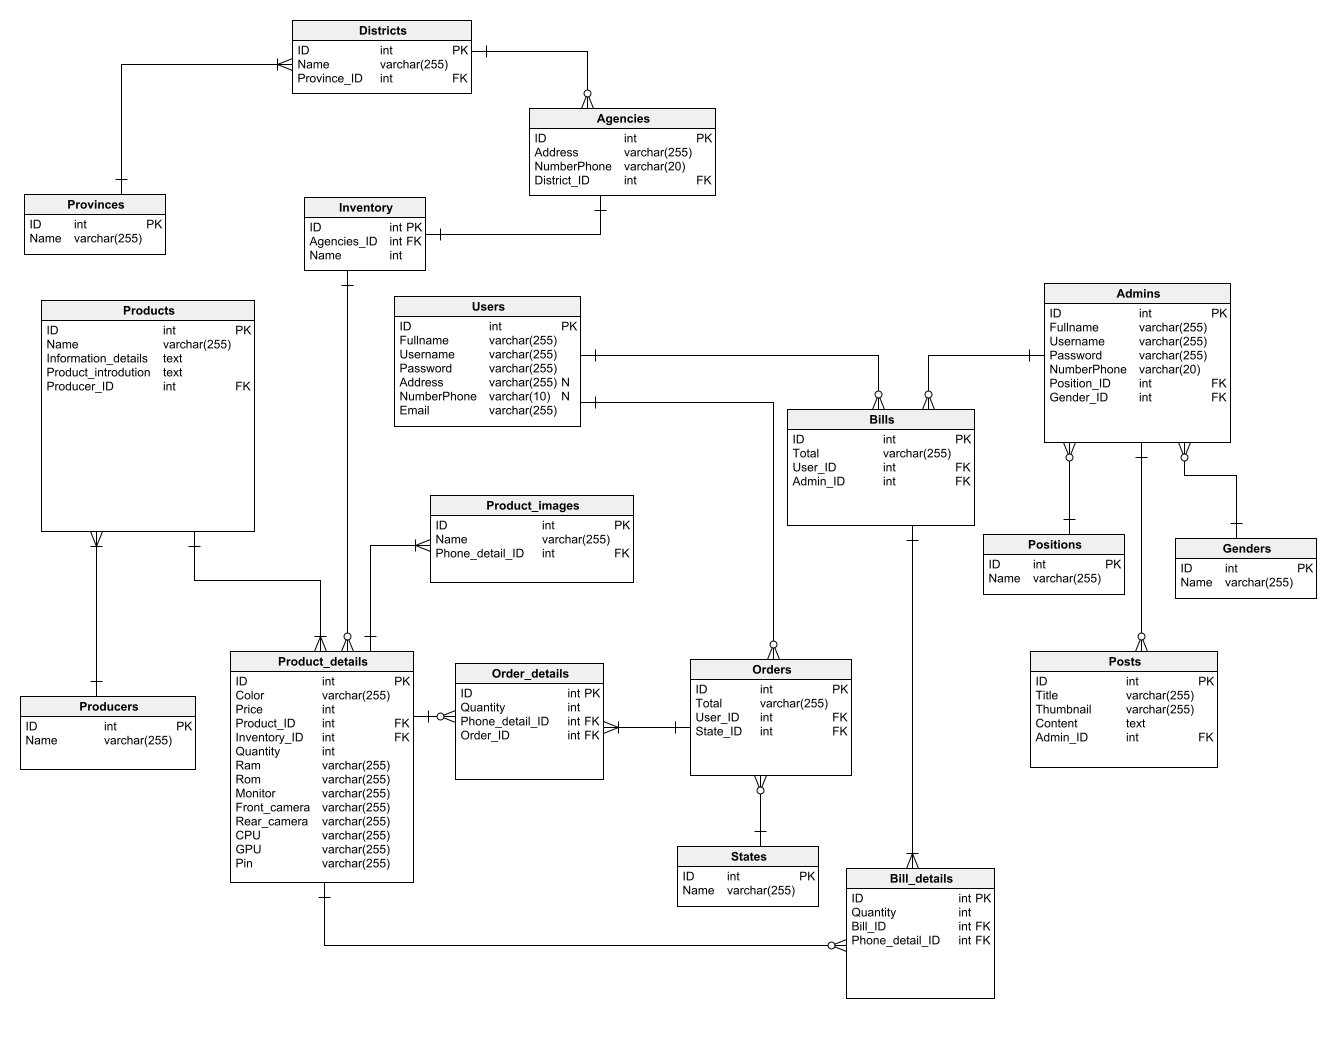 Districts
ID int PK
Name varchar(255)
Province_ID int FK
Agencies
ID int PK
Address varchar(255)
NumberPhone varchar(20)
District_ID int FK
Provinces
ID int PK
Name varchar(255)
Inventory
ID int PK
Agencies_ID int FK
Name int
Products
ID int PK
Name varchar(255)
Information_details text
Product_introdution text
Producer_ID int FK
Users
ID int PK
Fullname varchar(255)
Username varchar(255)
Password varchar(255)
Address varchar(255) N
NumberPhone varchar(10) N
Email varchar(255)
Admins
ID int PK
Fullname varchar(255)
Username varchar(255)
Password varchar(255)
NumberPhone varchar(20)
Position_ID int FK
Gender_ID int FK
Bills
ID int PK
Total varchar(255)
User_ID int FK
Admin_ID int FK
Product_images
ID int PK
Name varchar(255)
Phone_detail_ID int FK
Positions
ID int PK
Name varchar(255)
Genders
ID int PK
Name varchar(255)
Producers
ID int PK
Name varchar(255)
Product_details
ID int PK
Color varchar(255)
Price int
Product_ID int FK
Inventory_ID int FK
Quantity int
Ram varchar(255)
Rom varchar(255)
Monitor varchar(255)
Front_camera varchar(255)
Rear_camera varchar(255)
CPU varchar(255)
GPU varchar(255)
Pin varchar(255)
Order_details
ID int PK
Quantity int
Phone_detail_ID int FK
Order_ID int FK
Orders
ID int PK
Total varchar(255)
User_ID int FK
State_ID int FK
Posts
ID int PK
Title varchar(255)
Thumbnail varchar(255)
Content text
Admin_ID int FK
States
ID int PK
Name varchar(255)
Bill_details
ID int PK
Quantity int
Bill_ID int FK
Phone_detail_ID int FK